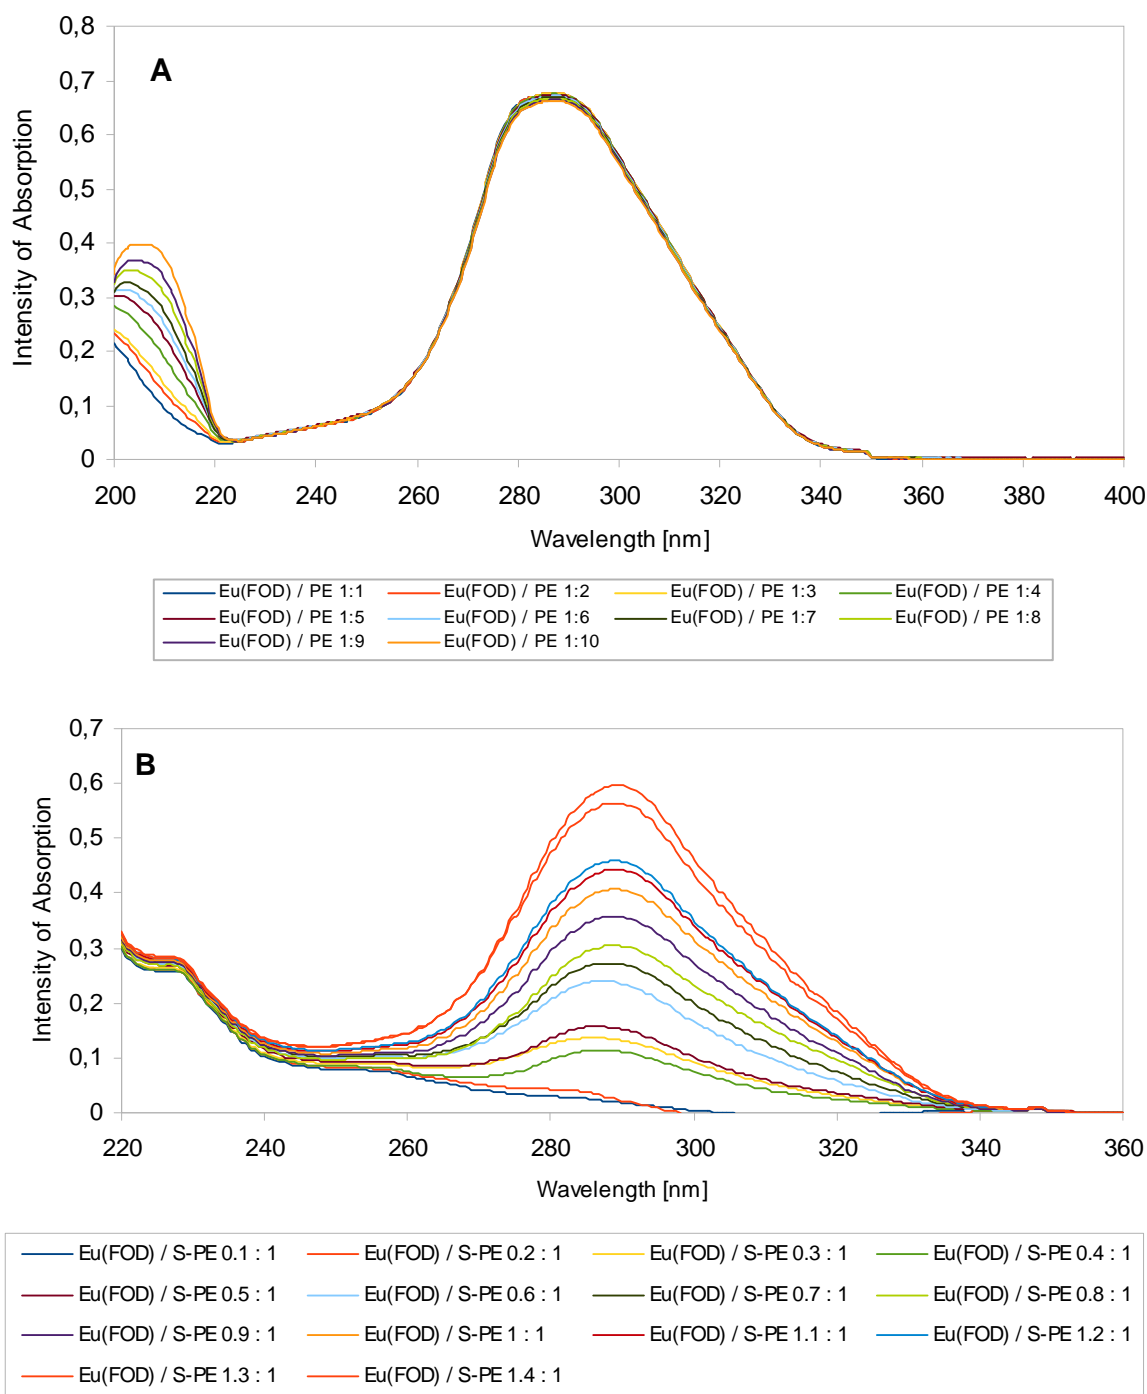 A
Intensity of Absorption
0,8
0,7
0,6
0,5
0,4
0,3
0,2
0,1
0
200 220 240 260 280 300 320 340 360 380 400
Wavelength [nm]
Eu(FOD) / PE 1:1 Eu(FOD) / PE 1:2 Eu(FOD) / PE 1:3 Eu(FOD) / PE 1:4
Eu(FOD) / PE 1:5 Eu(FOD) / PE 1:6 Eu(FOD) / PE 1:7 Eu(FOD) / PE 1:8
Eu(FOD) / PE 1:9 Eu(FOD) / PE 1:10
B
Intensity of Absorption
0,7
0,6
0,5
0,4
0,3
0,2
0,1
0
220 240 260 280 300 320 340 360
Wavelength [nm]
Eu(FOD) / S-PE 0.1 : 1 Eu(FOD) / S-PE 0.2 : 1 Eu(FOD) / S-PE 0.3 : 1 Eu(FOD) / S-PE 0.4 : 1
Eu(FOD) / S-PE 0.5 : 1 Eu(FOD) / S-PE 0.6 : 1 Eu(FOD) / S-PE 0.7 : 1 Eu(FOD) / S-PE 0.8 : 1
Eu(FOD) / S-PE 0.9 : 1 Eu(FOD) / S-PE 1 : 1 Eu(FOD) / S-PE 1.1 : 1 Eu(FOD) / S-PE 1.2 : 1
Eu(FOD) / S-PE 1.3 : 1 Eu(FOD) / S-PE 1.4 : 1